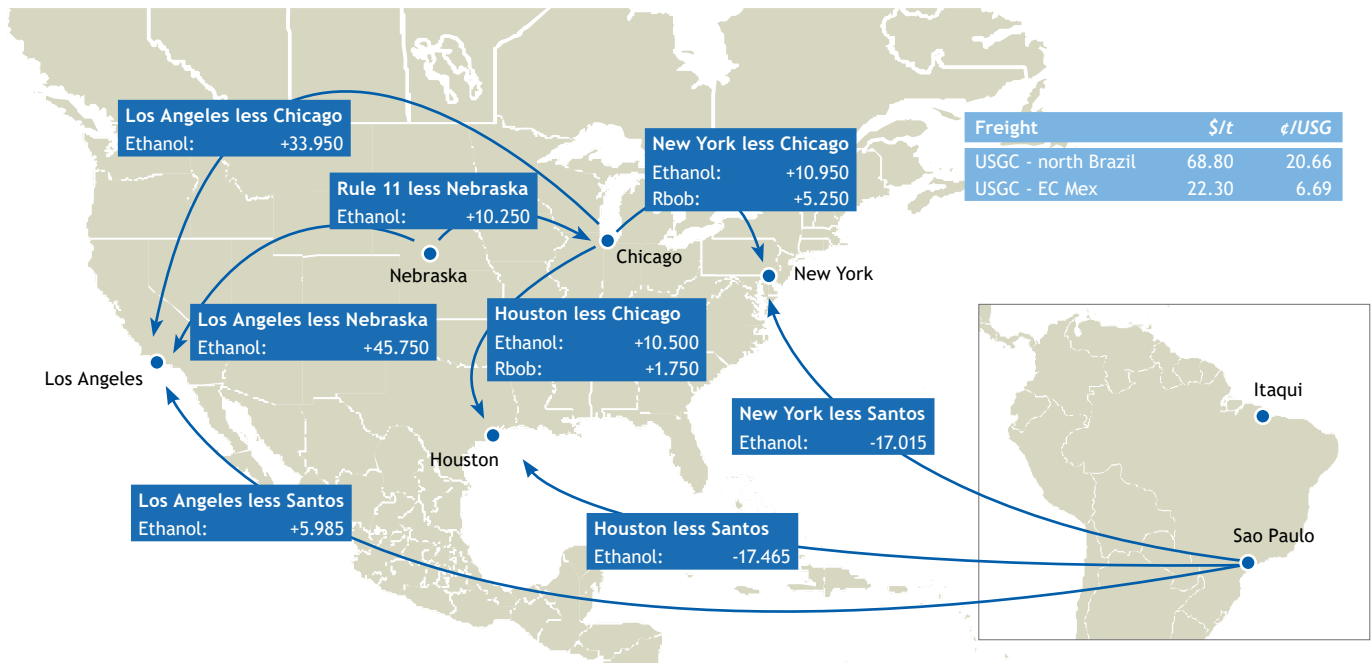 Los Angeles less Chicago
Ethanol: +33.950
New York less Chicago
Ethanol: +10.950
Rbob: +5.250
Freight $/t ¢/USG
USGC - north Brazil 68.80 20.66
USGC - EC Mex 22.30 6.69
Rule 11 less Nebraska
Ethanol: +10.250
Chicago
Nebraska
New York
Los Angeles less Nebraska
Ethanol: +45.750
Houston less Chicago
Ethanol: +10.500
Rbob: +1.750
Los Angeles
Itaqui
New York less Santos
Ethanol: -17.015
Houston
Los Angeles less Santos
Ethanol: +5.985
Houston less Santos
Ethanol: -17.465
Sao Paulo